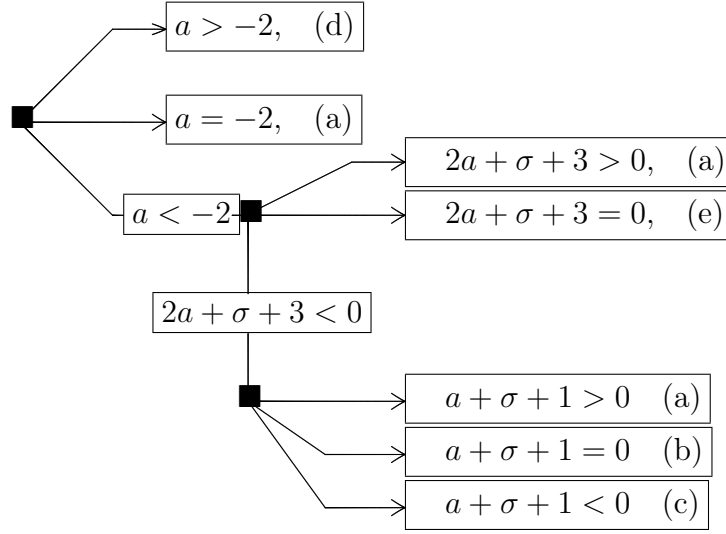 a > −2, (d)
a = −2, (a)
2a + σ + 3 > 0, (a)
a < −2
2a + σ + 3 = 0, (e)
2a + σ + 3 < 0
a + σ + 1 > 0 (a)
a + σ + 1 = 0 (b)
a + σ + 1 < 0 (c)